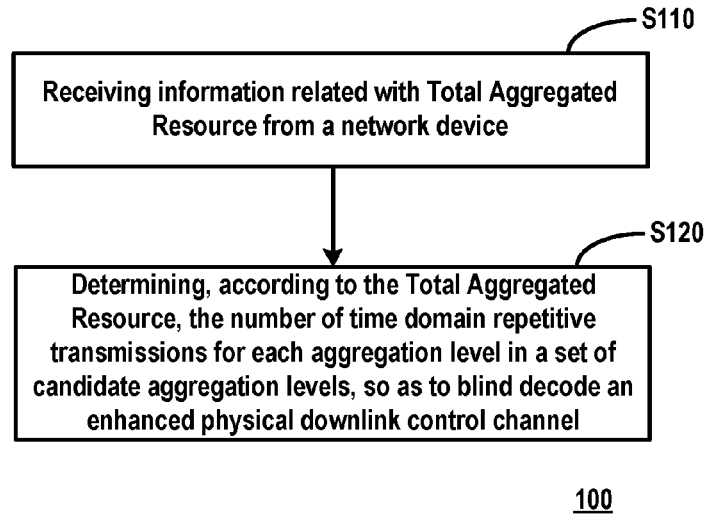 S110
Receiving information related with Total Aggregated
Resource from a network device
S120
Determining, according to the Total Aggregated
Resource, the number of time domain repetitive
transmissions for each aggregation level in a set of
candidate aggregation levels, so as to blind decode an
enhanced physical downlink control channel
100